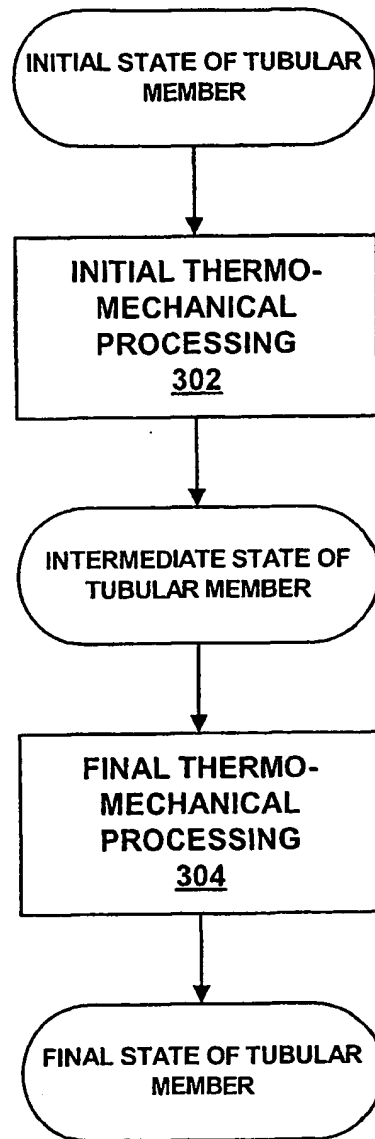 INITIAL STATE OF TUBULAR
MEMBER
INITIAL THERMO-
MECHANICAL
PROCESSING
302
INTERMEDIATE STATE OF
TUBULAR MEMBER
FINAL THERMO-
MECHANICAL
PROCESSING
304
FINAL STATE OF TUBULAR
MEMBER